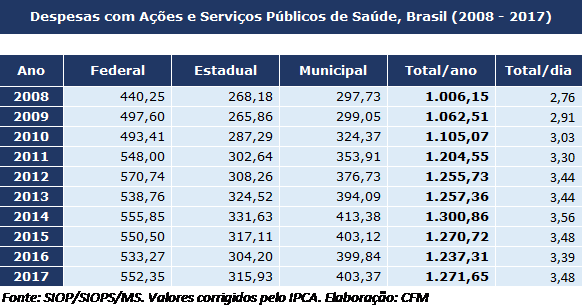 Despesas com Ações e Serviços Públicos de Saúde, Brasil (2008 - 2017)
Ano Federal Estadual Municipal Total/ano Total/dia
2008 440,25 268,18 297,73 1.006,15 2,76
2009 497,60 265,86 299,05 1.062,51 2,91
2010 493,41 287,29 324,37 1.105,07 3,03
2011 548,00 302,64 353,91 1.204,55 3,30
2012 570,74 308,26 376,73 1.255,73 3,44
2013 538,76 324,52 394,09 1.257,36 3,44
2014 555,85 331,63 413,38 1.300,86 3,56
2015 550,50 317,11 403,12 1.270,72 3,48
2016 533,27 304,20 399,84 1.237,31 3,39
2017 552,35 315,93 403,37 1.271,65 3,48
Fonte: SIOP/SIOPS/MS. Valores corrigidos pelo IPCA. Elaboração: CFM